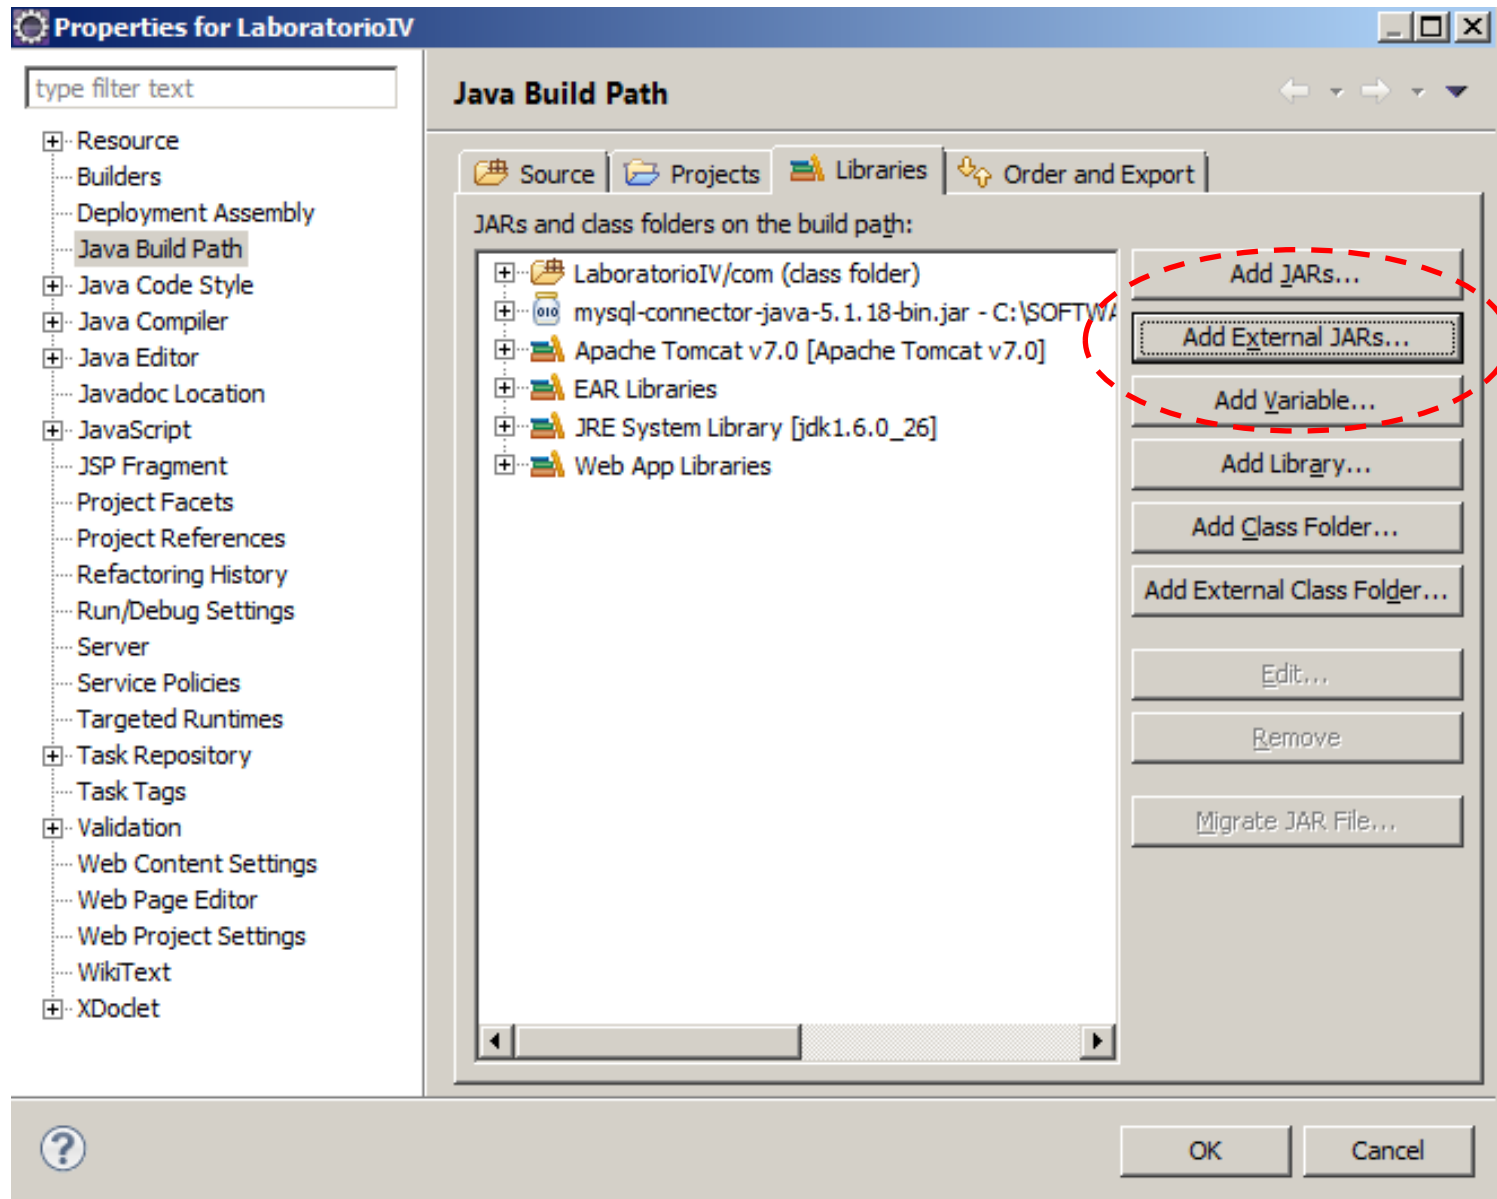 Properties for LaboratorioIV
type filter text
Resource
Builders
Deployment Assembly
Java Build Path
Java Code Style
Java Compiler
Java Editor
Javadoc Location
JavaScript
JSP Fragment
Project Facets
Project References
Refactoring History
Run/Debug Settings
Server
Service Policies
Targeted Runtimes
Task Repository
Task Tags
Validation
Web Content Settings
Web Page Editor
Web Project Settings
WikiText
XDoclet
Java Build Path
Source Projects Libraries Order and Export
JARs and class folders on the build path:
LaboratorioIV/com (class folder)
mysql-connector-java-5.1.18-bin.jar - C:\SOFTWA
Apache Tomcat v7.0 [Apache Tomcat v7.0]
EAR Libraries
JRE System Library [jdk1.6.0_26]
Web App Libraries
Add JARs...
Add External JARs...
Add Variable...
Add Library...
Add Class Folder...
Add External Class Folder...
Edit...
Remove
Migrate JAR File...
OK Cancel